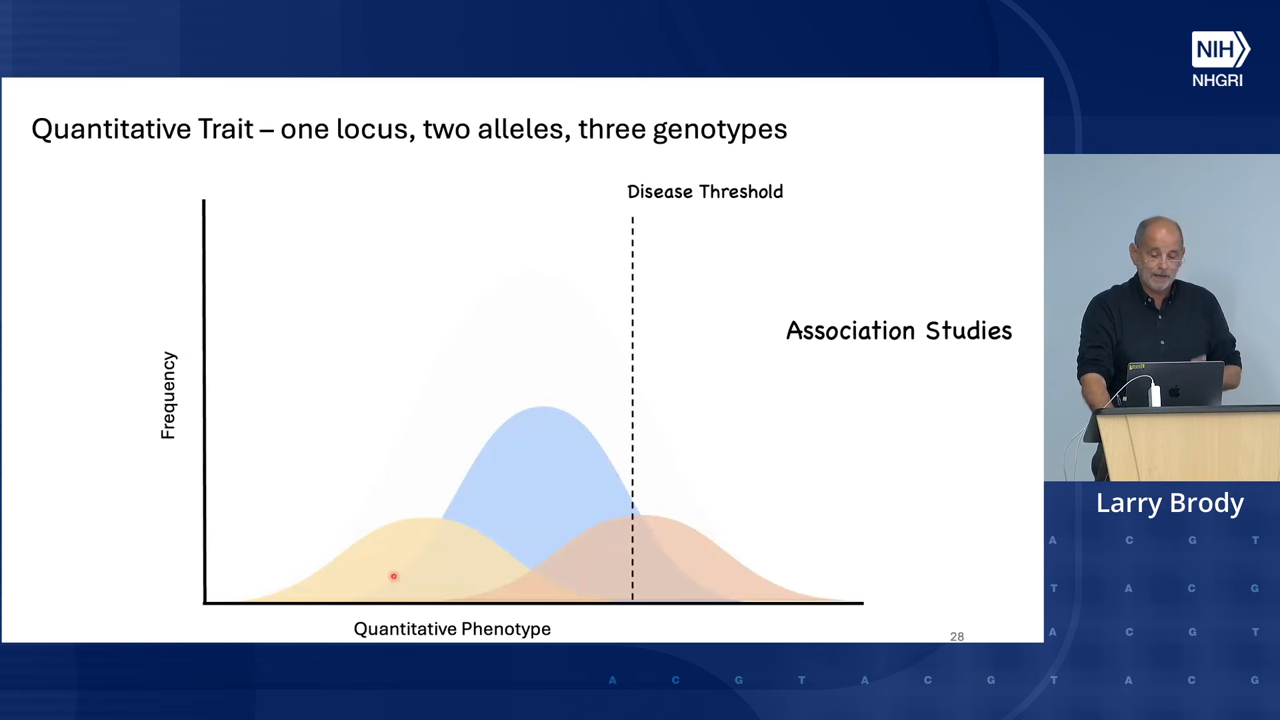 NIH
NHGRI
Quantitative Trait – one locus, two alleles, three genotypes
Disease Threshold
Association Studies
Frequency
Quantitative Phenotype
28
Larry Brody
A C G T
T A C G
A C G T
A C G T A C G T A C G